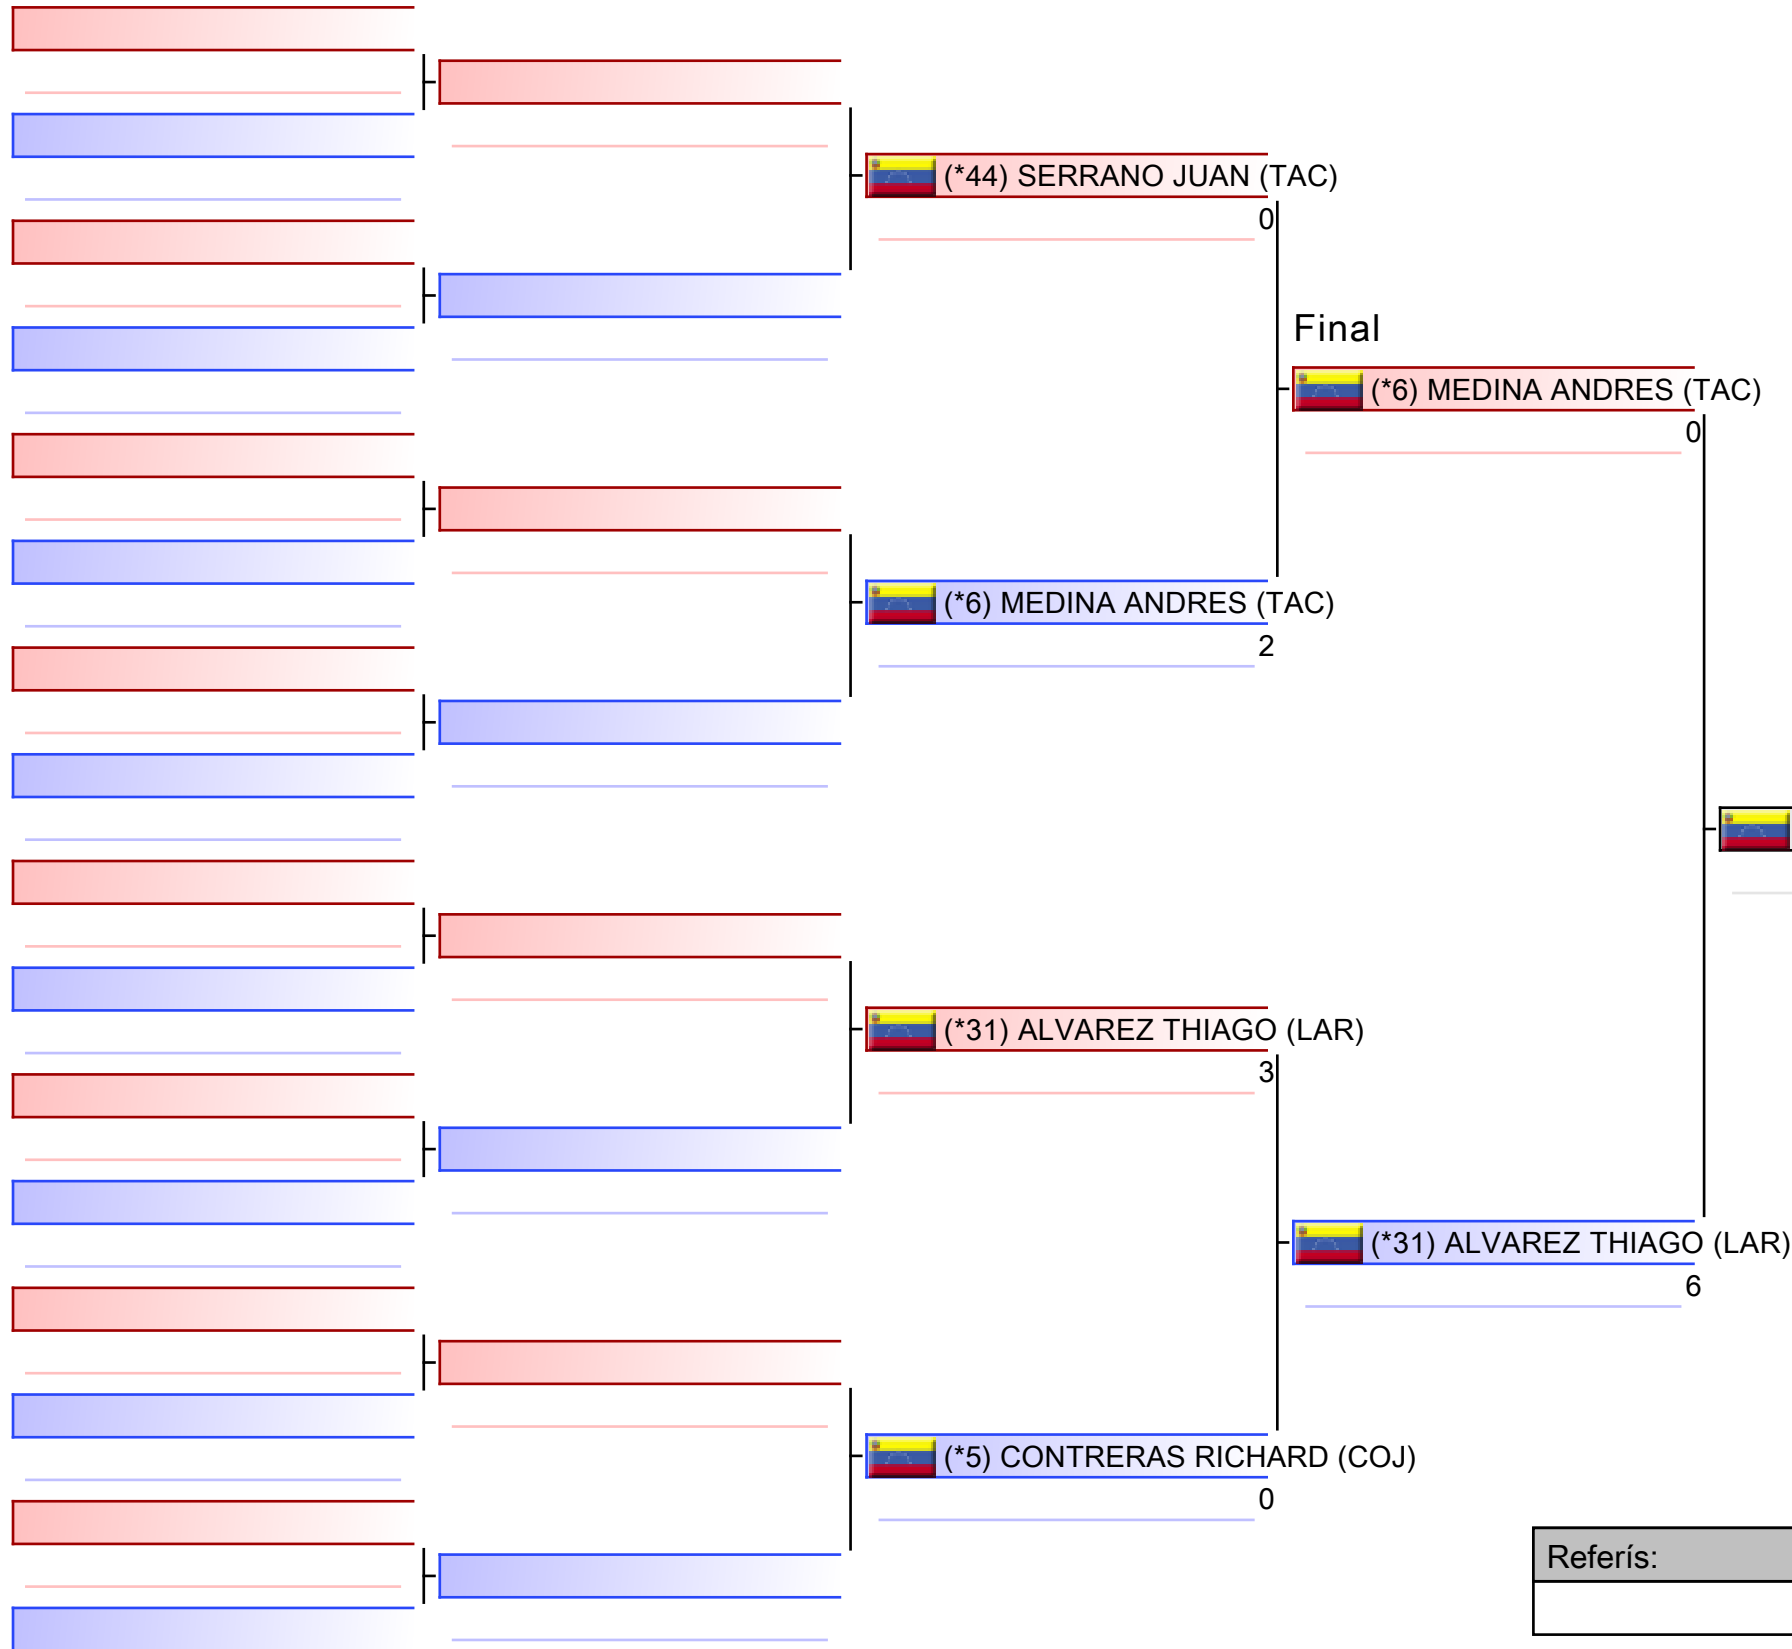 (*44) SERRANO JUAN (TAC)
0
Final
(*6) MEDINA ANDRES (TAC)
0
(*6) MEDINA ANDRES (TAC)
2
(*31) ALVAREZ THIAGO (LAR)
3
(*31) ALVAREZ THIAGO (LAR)
6
(*5) CONTRERAS RICHARD (COJ)
0
Referís: